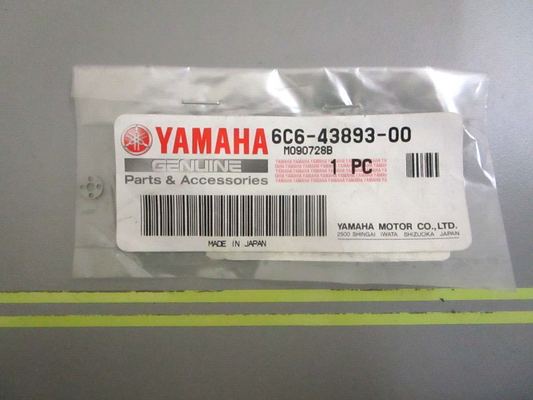 YAMAHA 6C6-43893-00
M090728B
GENUINE 1 PC
Parts & Accessories
YAMAHA MOTOR CO.,LTD.
2500 SHINGAI IWATA SHIZUOKA JAPAN
MADE IN JAPAN